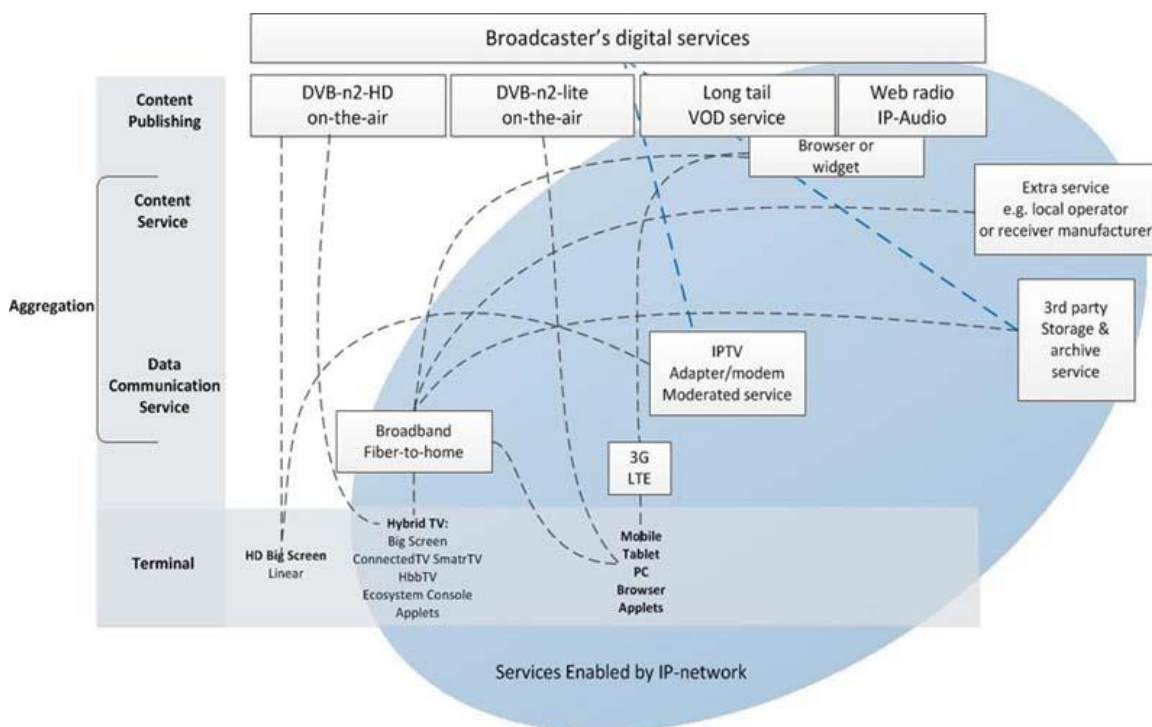 Broadcaster's digital services
Content
Publishing
DVB-n2-HD
on-the-air
DVB-n2-lite
on-the-air
Long tail
VOD service
Web radio
IP-Audio
Browser or
widget
Content
Service
Extra service
e.g. local operator
or receiver manufacturer
Aggregation
3rd party
Storage &
archive
service
Data
Communication
Service
IPTV
Adapter/modem
Moderated service
Broadband
Fiber-to-home
3G
LTE
Terminal
HD Big Screen
Linear
Hybrid TV:
Big Screen
ConnectedTV SmatrTV
HbbTV
Ecosystem Console
Applets
Mobile
Tablet
PC
Browser
Applets
Services Enabled by IP-network